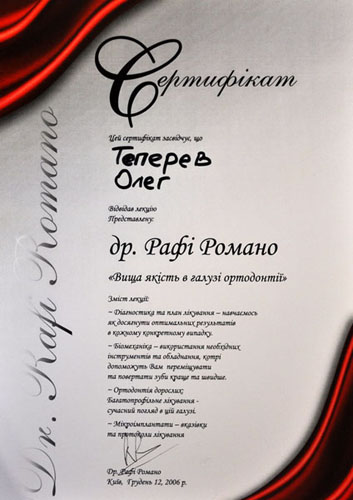 Сертифікат
Цей сертифікат засвідчує, що
Теперев
Олег
Відвідав лекцію
Представлену:
др. Рафі Романо
«Вища якість в галузі ортодонтії»
Зміст лекції:
– Діагностика та план лікування – навчаємось
як досягнути оптимальних результатів
в кожному конкретному випадку.
– Біомеханіка – використання необхідних
інструментів та обладнання, котрі
допоможуть Вам переміщувати
та повертати зуби краще та швидше.
– Ортодонтія дорослих;
Багатопрофільне лікування -
сучасний погляд в цій галузі.
– Мікроімплантати – вказівки
та протоколи лікування
Др. Рафі Романо
Київ, Грудень 12, 2006 р.
Dr. Rafi Romano